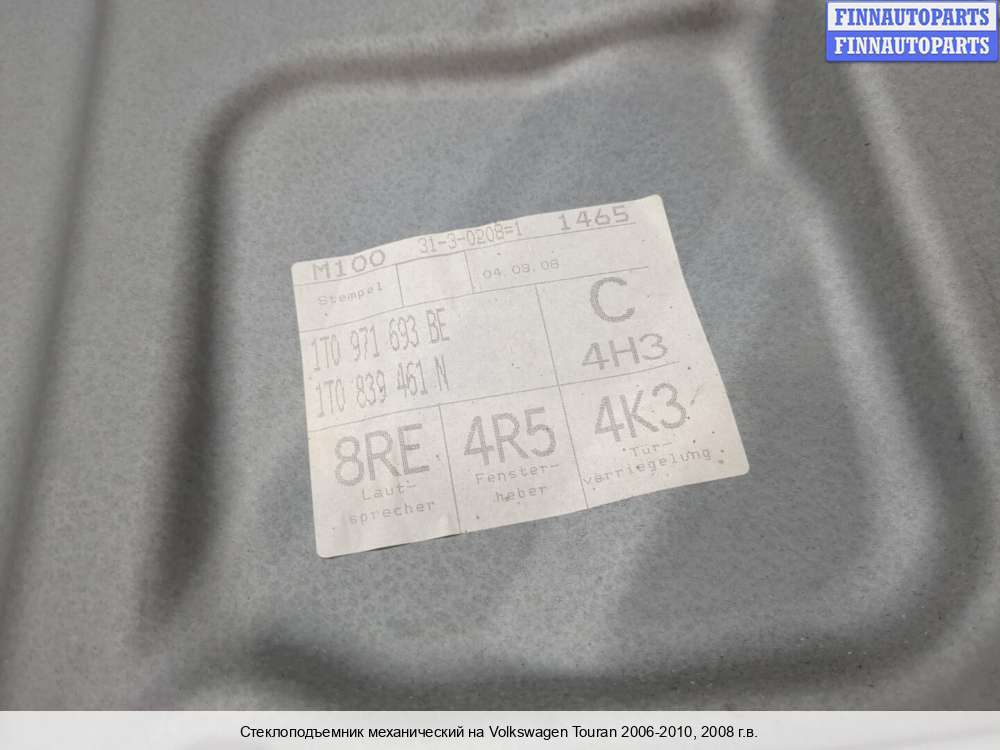 FINNAUTOPARTS
FINNAUTOPARTS
M100 31-3-0208=1 1465
Stempel 04.03.08
1T0 971 693 BE
C
1T0 839 461 N
4H3
8RE 4R5 4K3
Laut- Fenster- Tür-
sprecher heber verriegelung
Стеклоподъемник механический на Volkswagen Touran 2006-2010, 2008 г.в.